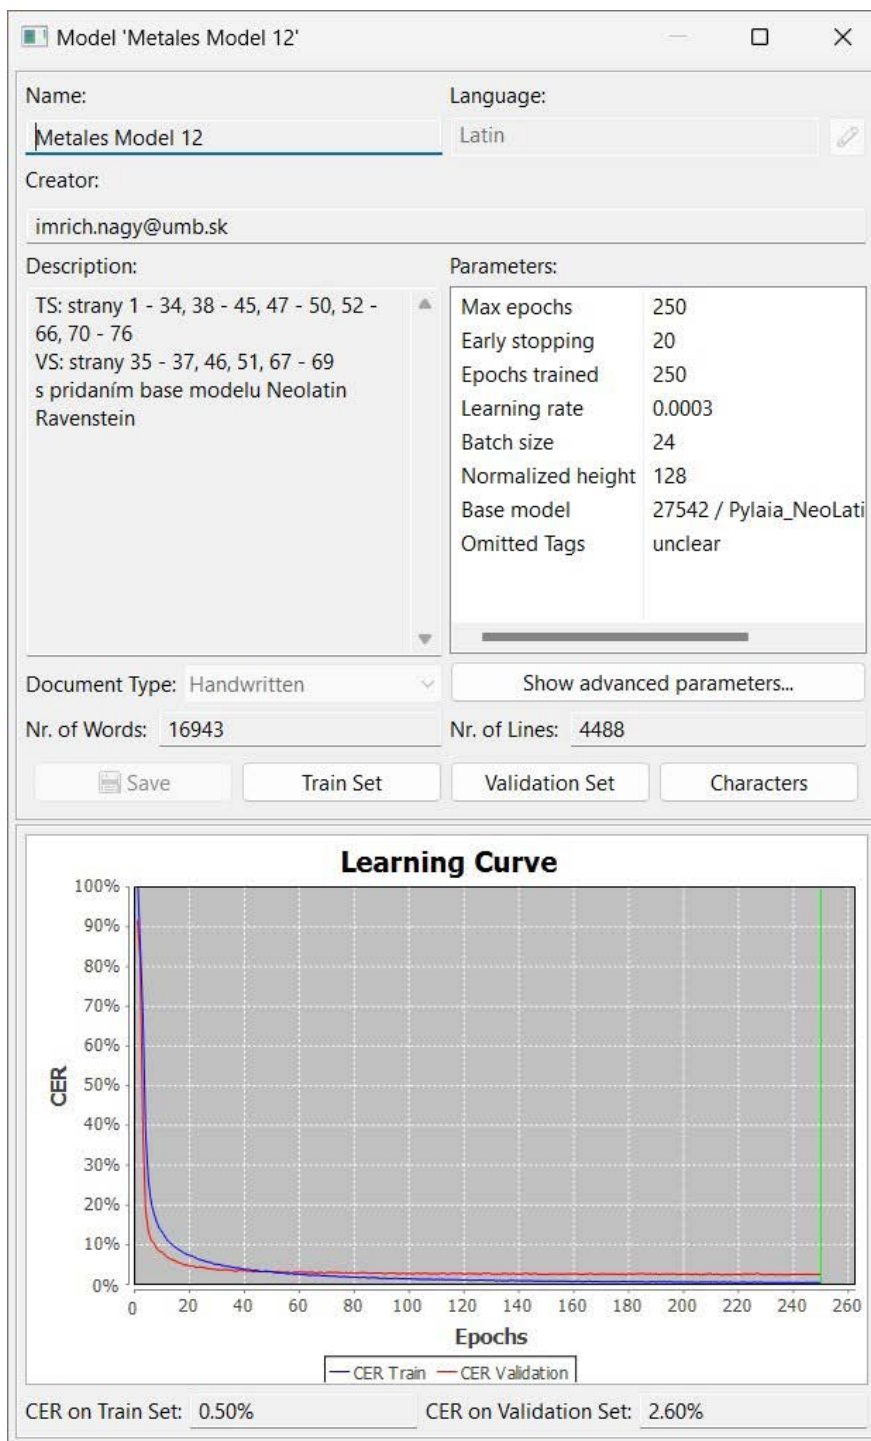 Model 'Metales Model 12'
Name:
Language:
Metales Model 12
Latin
Creator:
imrich.nagy@umb.sk
Description:
Parameters:
TS: strany 1 - 34, 38 - 45, 47 - 50, 52 -
66, 70 - 76
VS: strany 35 - 37, 46, 51, 67 - 69
s pridaním base modelu Neolatin
Ravenstein
Max epochs 250
Early stopping 20
Epochs trained 250
Learning rate 0.0003
Batch size 24
Normalized height 128
Base model 27542 / Pylaia_NeoLati
Omitted Tags unclear
Document Type: Handwritten
Show advanced parameters...
Nr. of Words: 16943
Nr. of Lines: 4488
Save
Train Set
Validation Set
Characters
Learning Curve
100%
90%
80%
70%
60%
50%
40%
30%
20%
10%
0%
CER
0 20 40 60 80 100 120 140 160 180 200 220 240 260
Epochs
CER Train CER Validation
CER on Train Set: 0.50%
CER on Validation Set: 2.60%